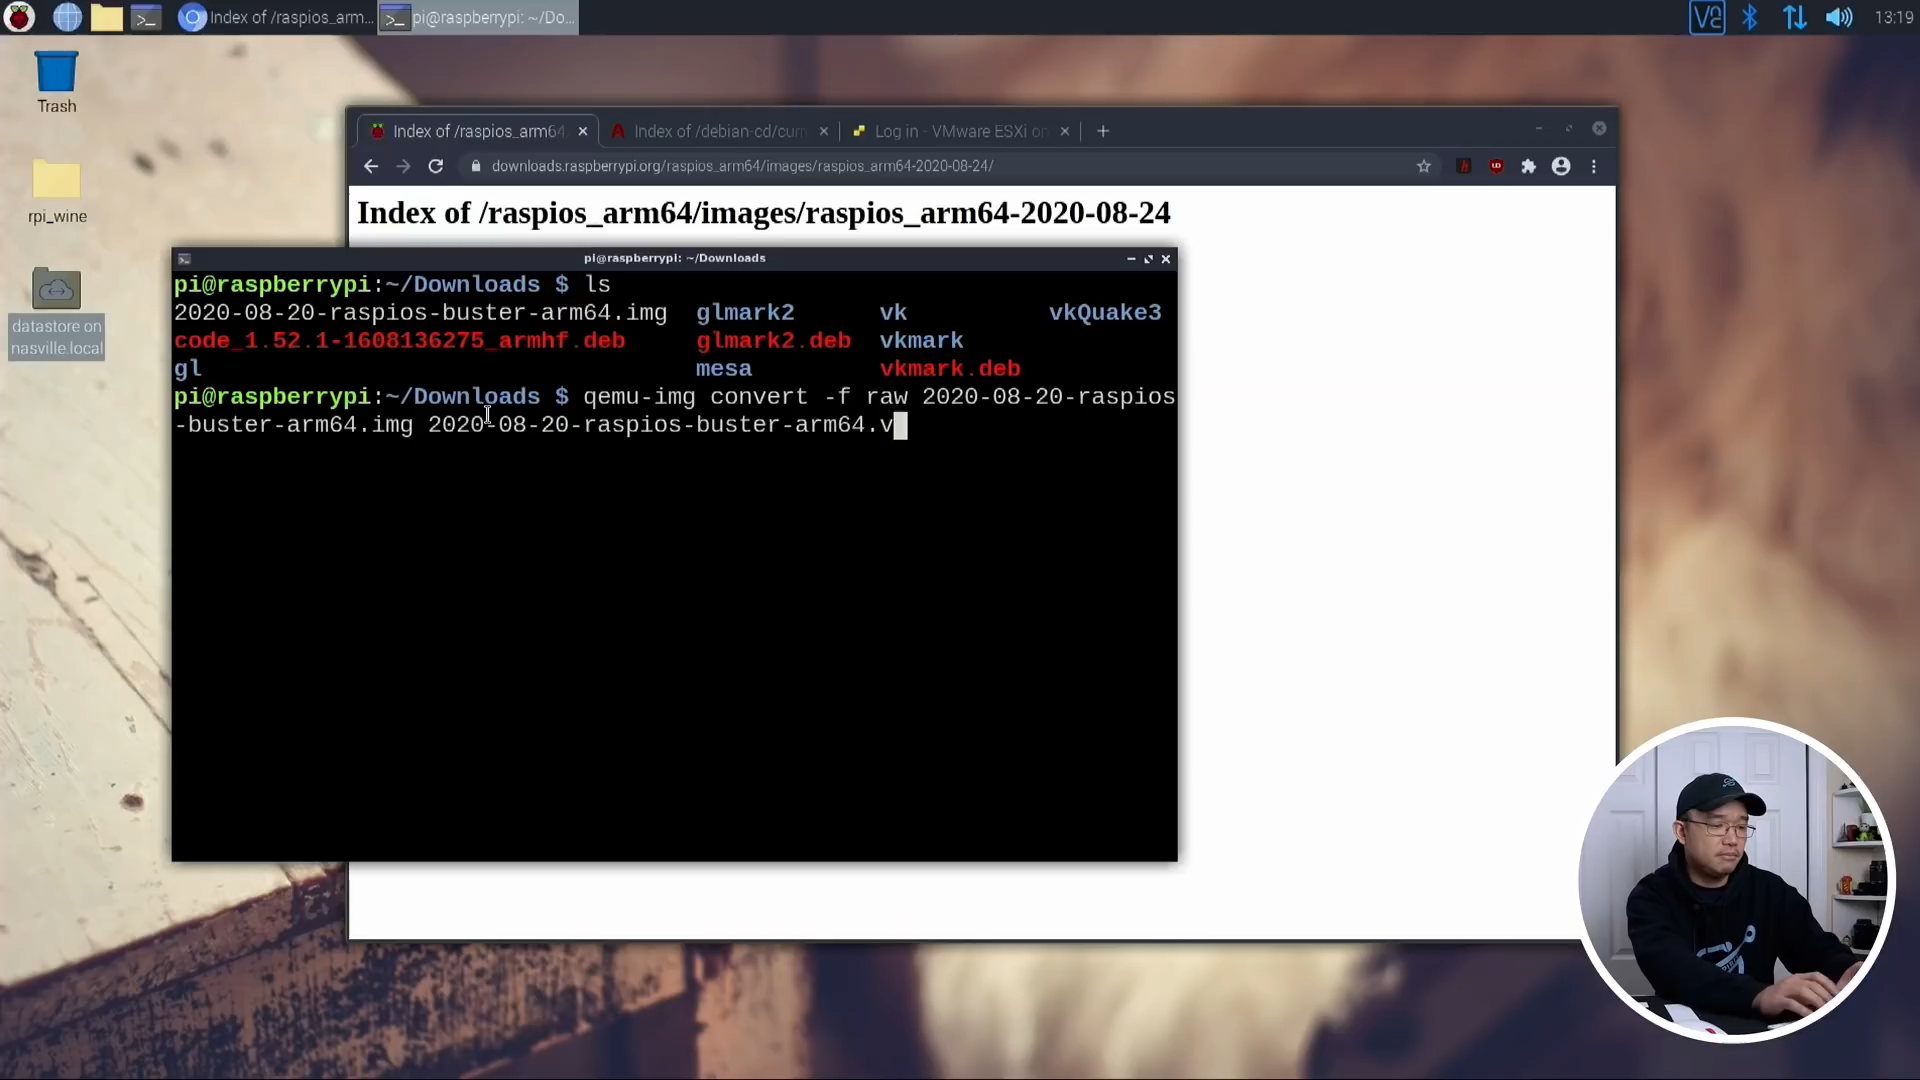 Index of /raspios_arm...
pi@raspberrypi: ~/Do...
13:19
Trash
rpi_wine
datastore on
nasville.local
Index of /raspios_arm64
Index of /debian-cd/curr
Log in - VMware ESXi on
downloads.raspberrypi.org/raspios_arm64/images/raspios_arm64-2020-08-24/
Index of /raspios_arm64/images/raspios_arm64-2020-08-24
pi@raspberrypi: ~/Downloads
pi@raspberrypi:~/Downloads $ ls
2020-08-20-raspios-buster-arm64.img glmark2 vk vkQuake3
code_1.52.1-1608136275_armhf.deb glmark2.deb vkmark
gl mesa vkmark.deb
pi@raspberrypi:~/Downloads $ qemu-img convert -f raw 2020-08-20-raspios
-buster-arm64.img 2020-08-20-raspios-buster-arm64.v